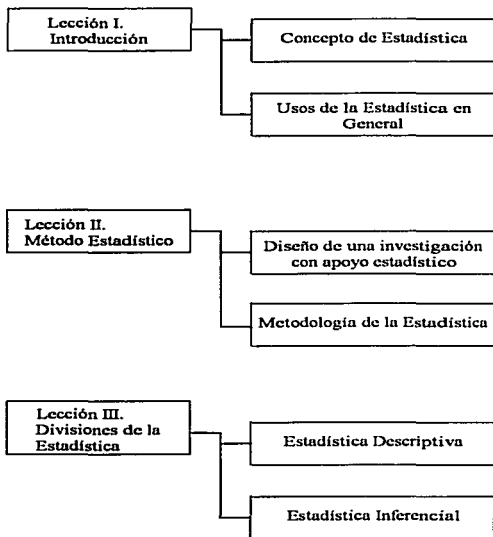 Lección I.
Introducción
Concepto de Estadística
Usos de la Estadística en
General
Lección II.
Método Estadístico
Diseño de una investigación
con apoyo estadístico
Metodología de la Estadística
Lección III.
Divisiones de la
Estadística
Estadística Descriptiva
Estadística Inferencial